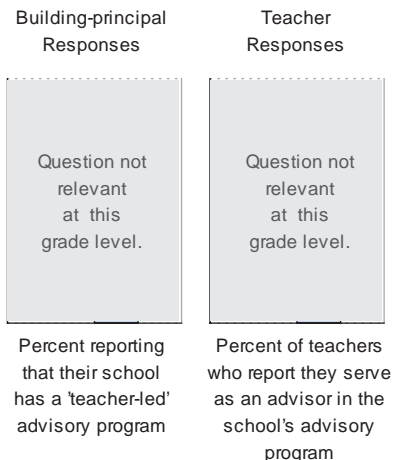 Building-principal
Responses
Question not
relevant
at this
grade level.
Percent reporting
that their school
has a 'teacher-led'
advisory program
Teacher
Responses
Question not
relevant
at this
grade level.
Percent of teachers
who report they serve
as an advisor in the
school's advisory
program